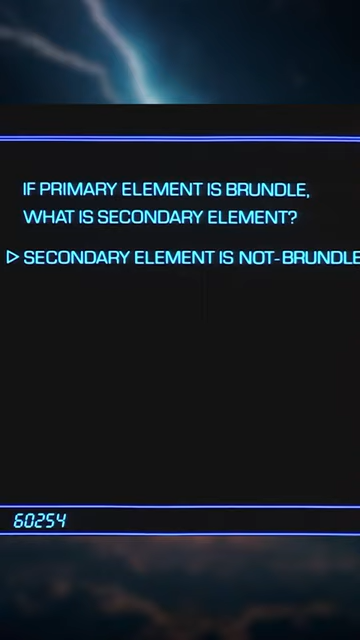 IF PRIMARY ELEMENT IS BRUNDLE,
WHAT IS SECONDARY ELEMENT?
▷ SECONDARY ELEMENT IS NOT-BRUNDLE
60254